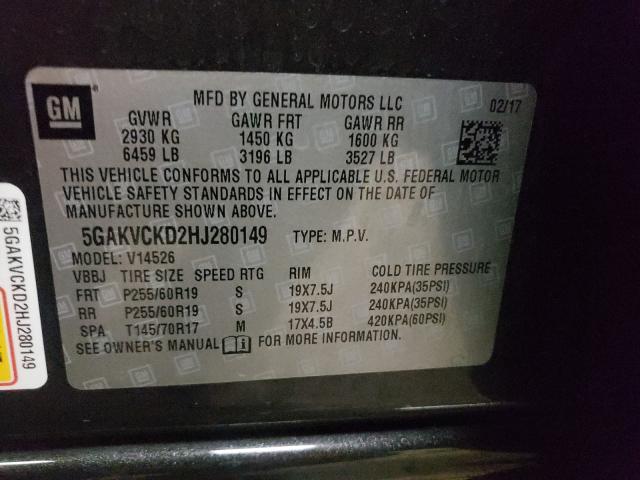 GM
MFD BY GENERAL MOTORS LLC 02/17
GVWR GAWR FRT GAWR RR
2930 KG 1450 KG 1600 KG
6459 LB 3196 LB 3527 LB
THIS VEHICLE CONFORMS TO ALL APPLICABLE U.S. FEDERAL MOTOR
VEHICLE SAFETY STANDARDS IN EFFECT ON THE DATE OF
MANUFACTURE SHOWN ABOVE.
5GAKVCKD2HJ280149 TYPE: M.P.V.
MODEL: V14526
VBBJ TIRE SIZE SPEED RTG RIM COLD TIRE PRESSURE
FRT P255/60R19 S 19X7.5J 240KPA(35PSI)
RR P255/60R19 S 19X7.5J 240KPA(35PSI)
SPA T145/70R17 M 17X4.5B 420KPA(60PSI)
SEE OWNER'S MANUAL FOR MORE INFORMATION.
5GAKVCKD2HJ280149